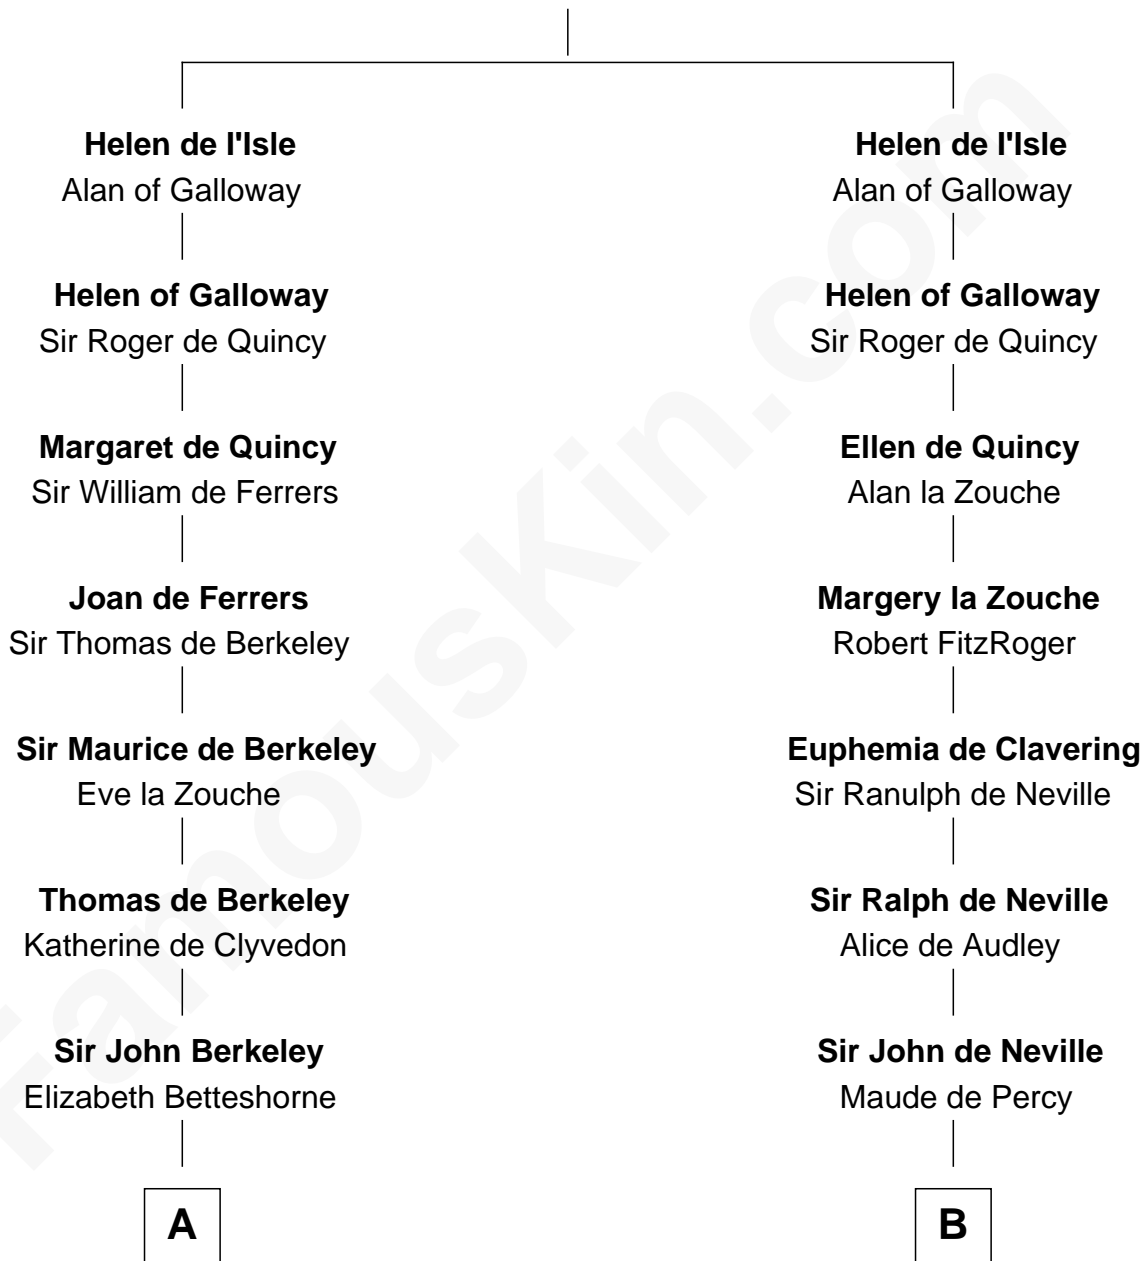 Helen de l'Isle
Alan of Galloway
Helen of Galloway
Sir Roger de Quincy
Margaret de Quincy
Sir William de Ferrers
Joan de Ferrers
Sir Thomas de Berkeley
Sir Maurice de Berkeley
Eve la Zouche
Thomas de Berkeley
Katherine de Clyvedon
Sir John Berkeley
Elizabeth Betteshorne
A
Helen de l'Isle
Alan of Galloway
Helen of Galloway
Sir Roger de Quincy
Ellen de Quincy
Alan la Zouche
Margery la Zouche
Robert FitzRoger
Euphemia de Clavering
Sir Ranulph de Neville
Sir Ralph de Neville
Alice de Audley
Sir John de Neville
Maude de Percy
B
FamousKin.com